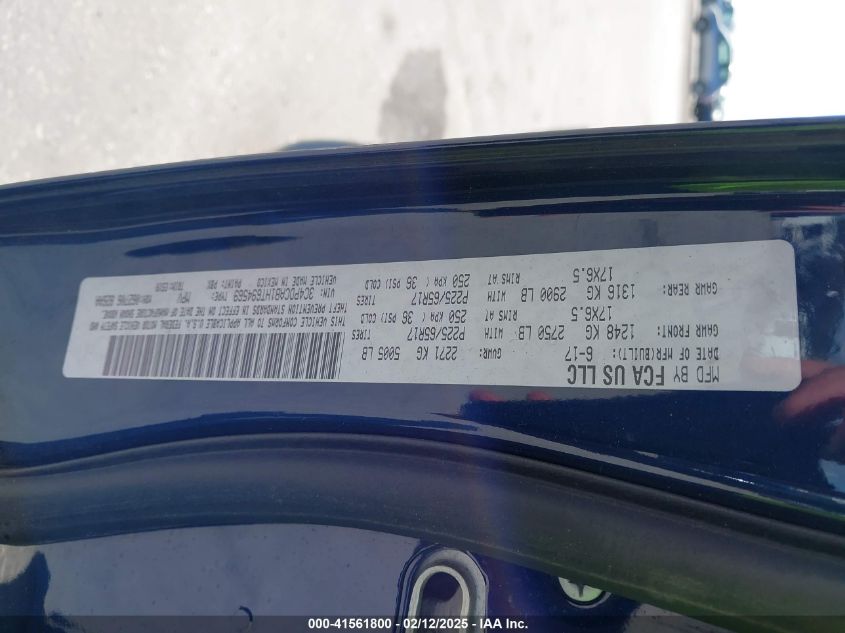 MFD BY FCA US LLC
DATE OF MFR(BUILT): 6-17 GVWR: 2271 KG 5005 LB
GAWR FRONT: WITH TIRES
1248 KG 2750 LB P225/65R17
17X6.5 RIMS AT 250 KPA( 36 PSI) COLD
GAWR REAR: WITH TIRES
1316 KG 2900 LB P225/65R17
17X6.5 RIMS AT 250 KPA( 36 PSI) COLD
THIS VEHICLE CONFORMS TO ALL APPLICABLE U.S.A. FEDERAL MOTOR VEHICLE SAFETY AND
THEFT PREVENTION STANDARDS IN EFFECT ON THE DATE OF MANUFACTURE SHOWN ABOVE.
VIN: 3C4PDCAB1HT694569 TYPE: MPV
VEHICLE MADE IN MEXICO PAINT: PBX TRIM:
000-41561800 - 02/12/2025 - IAA Inc.